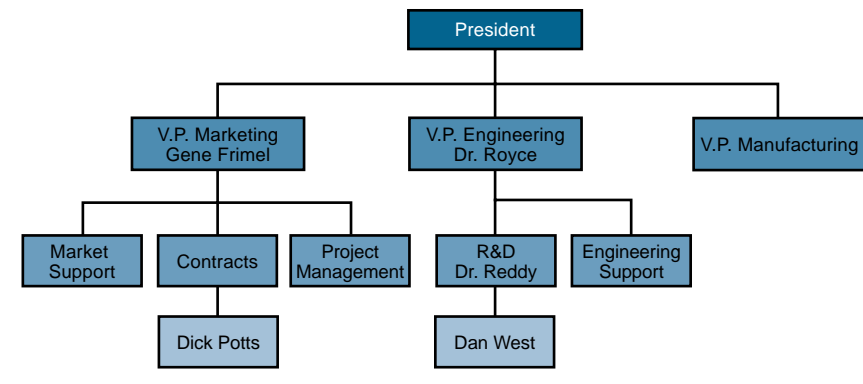 President
V.P. Marketing
Gene Frimel
V.P. Engineering
Dr. Royce
V.P. Manufacturing
Market
Support
Contracts
Project
Management
R&D
Dr. Reddy
Engineering
Support
Dick Potts
Dan West